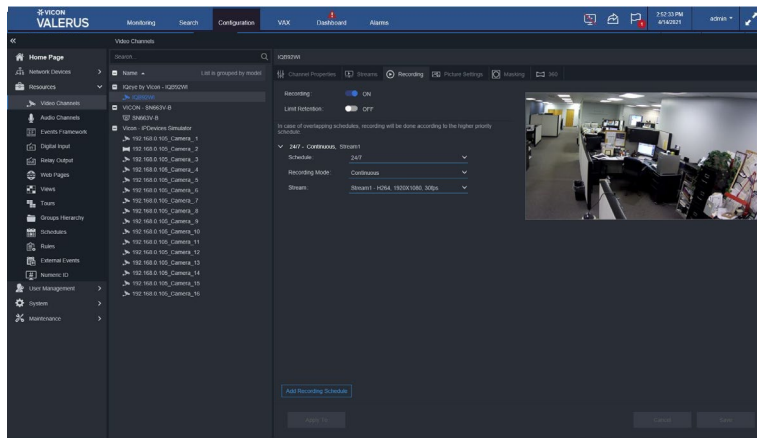 VICON
VALERUS
Monitoring
Search
Configuration
VAX
Dashboard
Alarms
2:52:33 PM
4/14/2021
admin
Video Channels
Home Page
Network Devices
Resources
Video Channels
Audio Channels
Events Framework
Digital Input
Relay Output
Web Pages
Views
Tours
Groups Hierarchy
Schedules
Rules
External Events
Numeric IO
User Management
System
Maintenance
Search...
Name
List is grouped by model
IQeye by Vicon - IQD92WI
IQB92WI
VICON - SN663V-B
SN663V-B
Vicon - IPDevices Simulator
192.168.0.105_Camera_1
192.168.0.105_Camera_2
192.168.0.105_Camera_3
192.168.0.105_Camera_4
192.168.0.105_Camera_5
192.168.0.105_Camera_6
192.168.0.105_Camera_7
192.168.0.105_Camera_8
192.168.0.105_Camera_9
192.168.0.105_Camera_10
192.168.0.105_Camera_11
192.168.0.105_Camera_12
192.168.0.105_Camera_13
192.168.0.105_Camera_14
192.168.0.105_Camera_15
192.168.0.105_Camera_16
IQB92WI
Channel Properties
Streams
Recording
Picture Settings
Masking
360
Recording:
ON
Limit Retention:
OFF
In case of overlapping schedules, recording will be done according to the higher priority
schedule.
24/7 - Continuous, Stream1
Schedule:
24/7
Recording Mode:
Continuous
Stream:
Stream1 - H264, 1920X1080, 30fps
Add Recording Schedule
Apply To
Cancel
Save